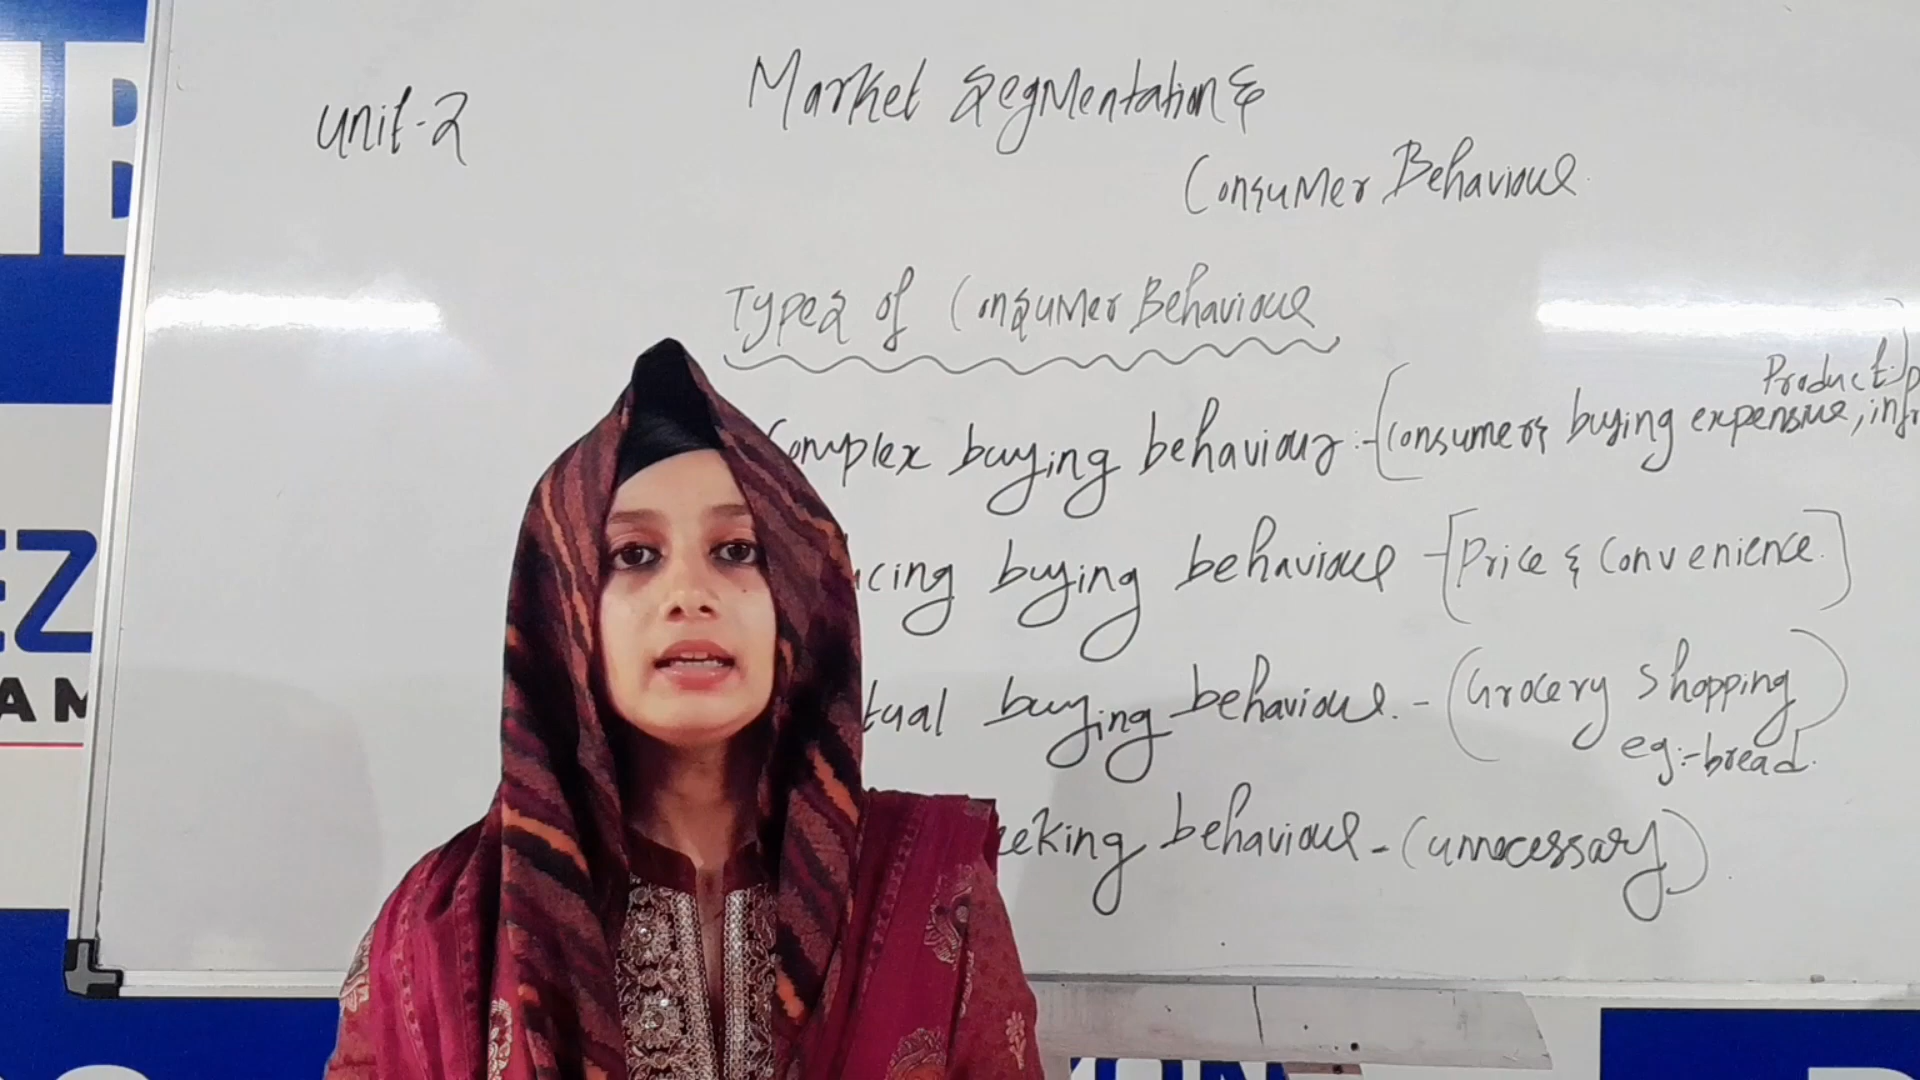 unit-2
Market Segmentation &
Consumer Behaviour
Types of Consumer Behaviour
Product
Complex buying behaviour :- Consumers buying expensive,
buying behaviour - [Price & Convenience.]
buying behaviour. - (Grocery Shopping)
eg:- bread.
behaviour - (unnecessary)
EZ